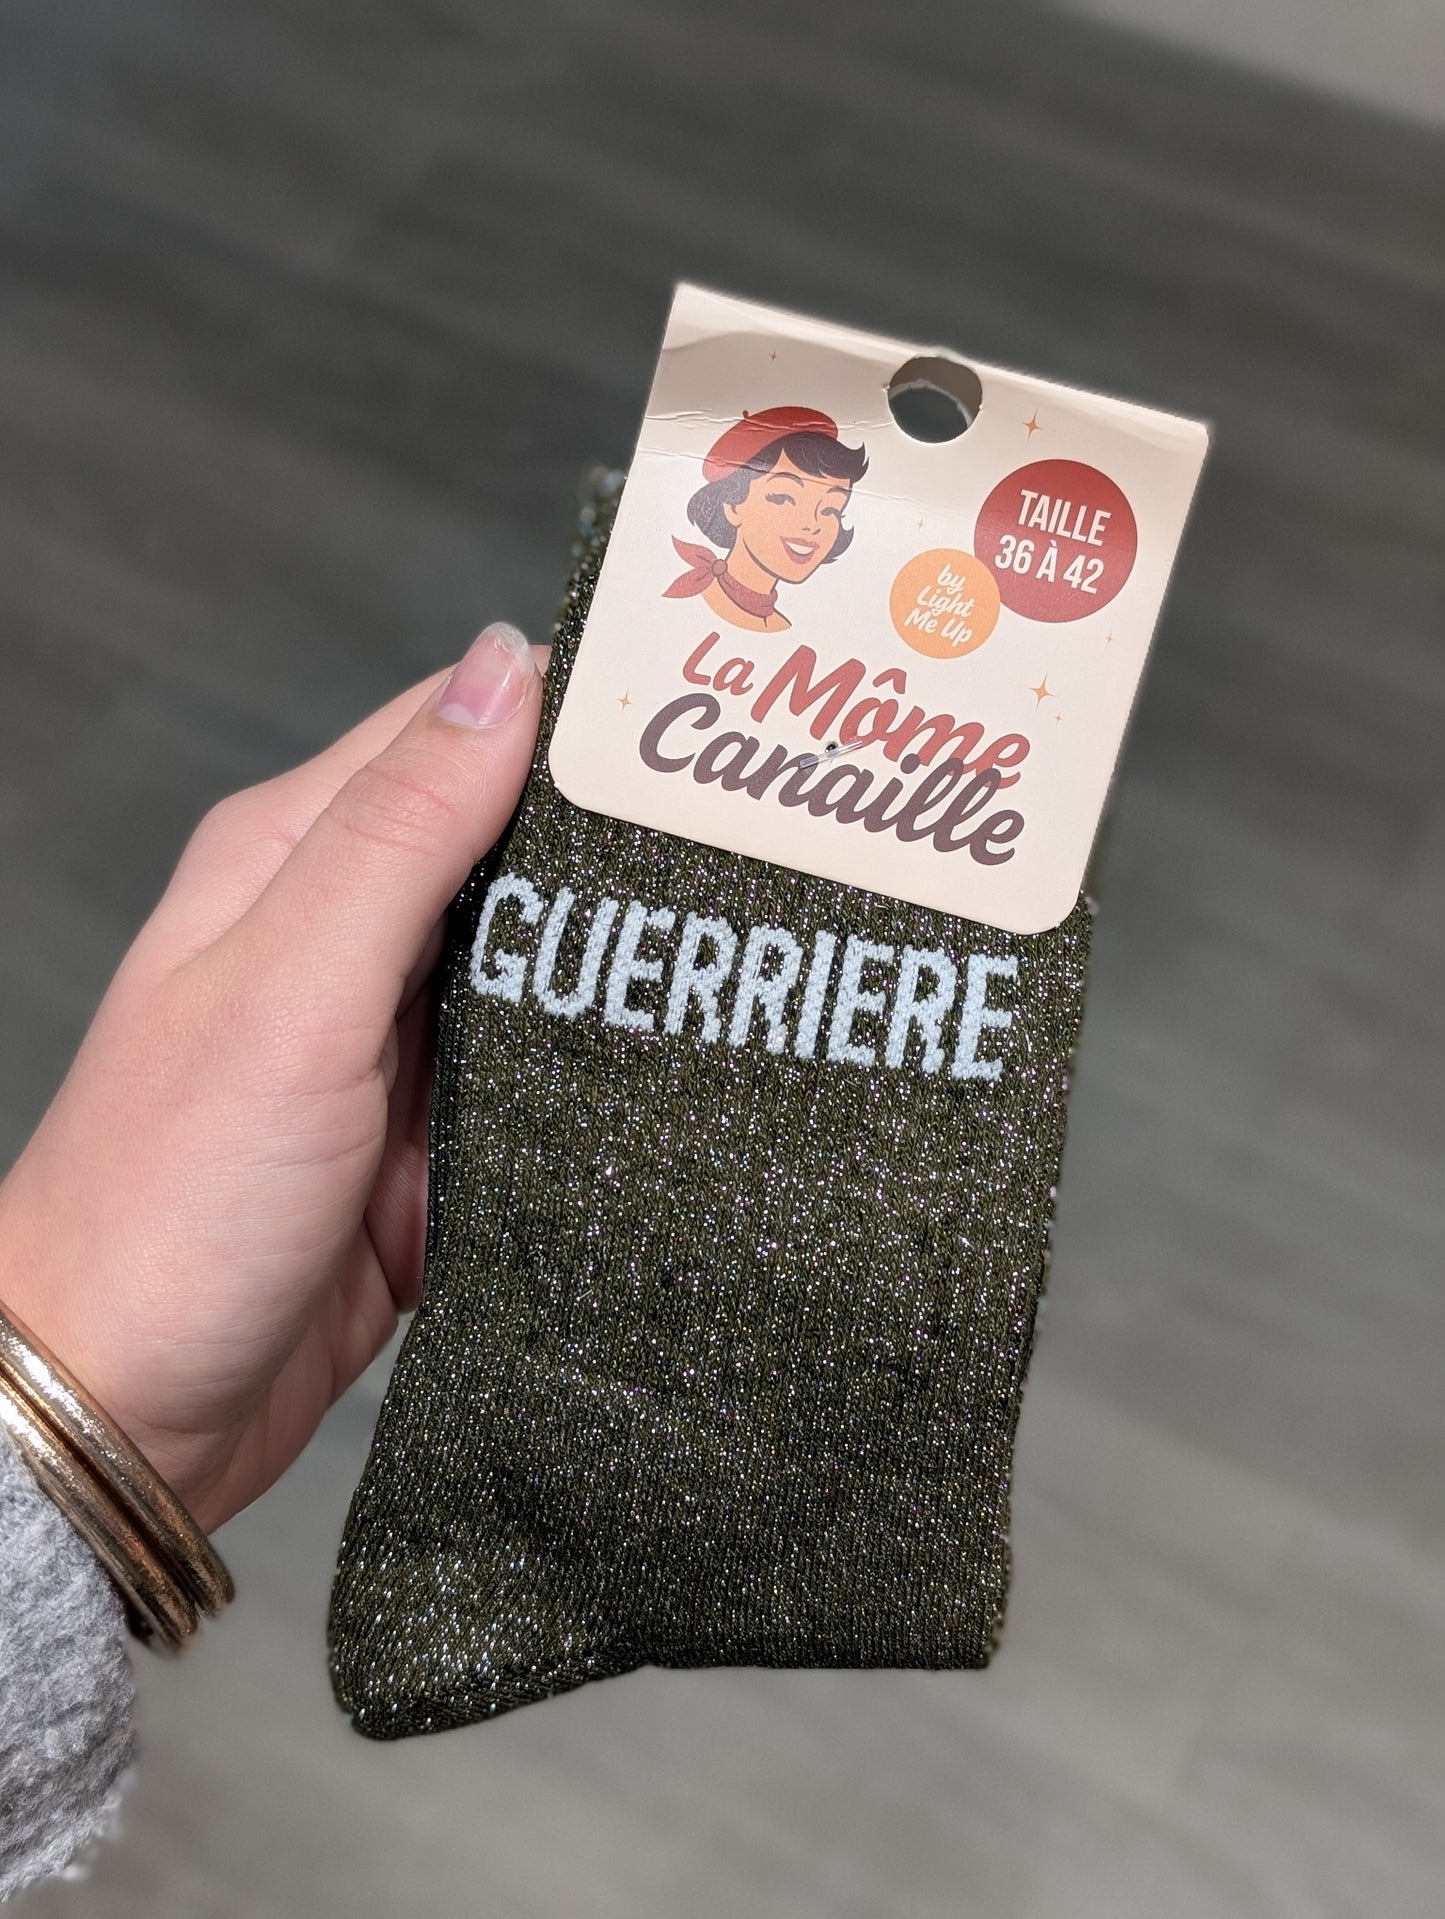 TAILLE
36 À 42
by
Light
Me Up
La Môme
Canaille
GUERRIERE